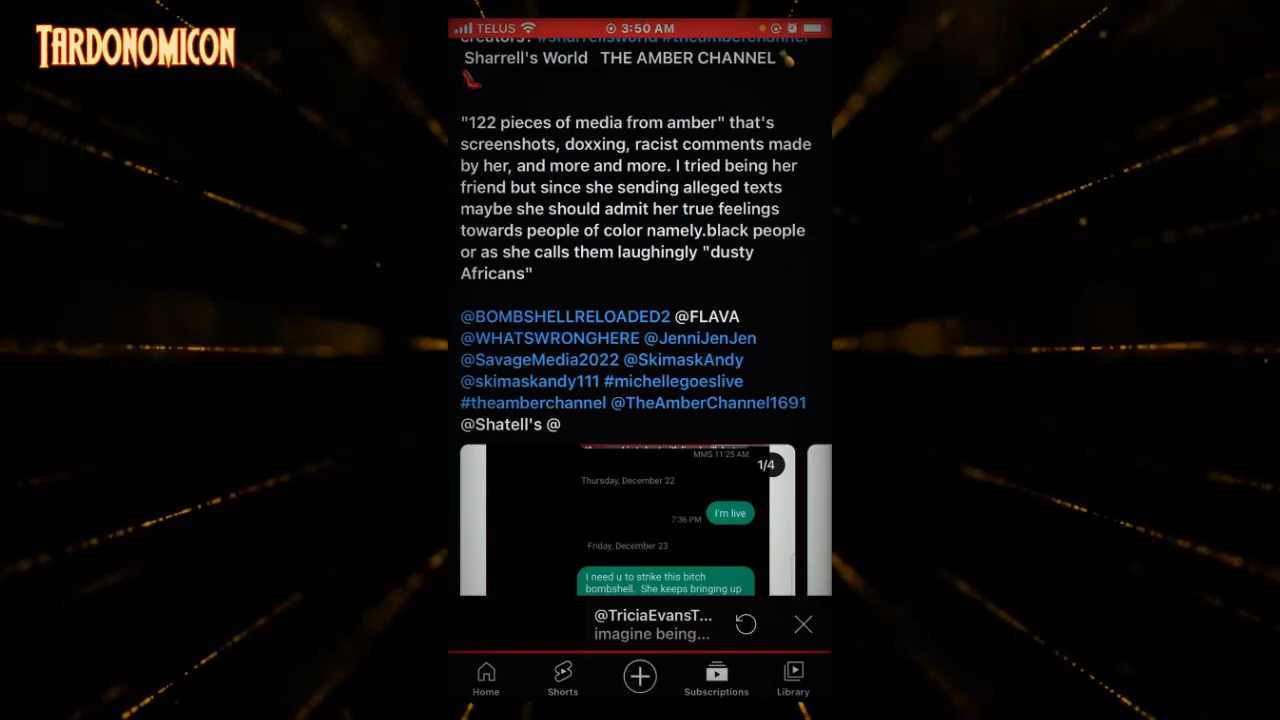 TARDONOMICON
TELUS 3:50 AM
Sharrell's World THE AMBER CHANNEL🍍
👠
"122 pieces of media from amber" that's
screenshots, doxxing, racist comments made
by her, and more and more. I tried being her
friend but since she sending alleged texts
maybe she should admit her true feelings
towards people of color namely.black people
or as she calls them laughingly "dusty
Africans"
@BOMBSHELLRELOADED2 @FLAVA
@WHATSWRONGHERE @JenniJenJen
@SavageMedia2022 @SkimaskAndy
@skimaskandy111 #michellegoeslive
#theamberchannel @TheAmberChannel1691
@Shatell's @
MMS 11:25 AM
1/4
Thursday, December 22
7:36 PM I'm live
Friday, December 23
I need u to strike this bitch
bombshell. She keeps bringing up
@TriciaEvansT...
imagine being...
Home Shorts Subscriptions Library